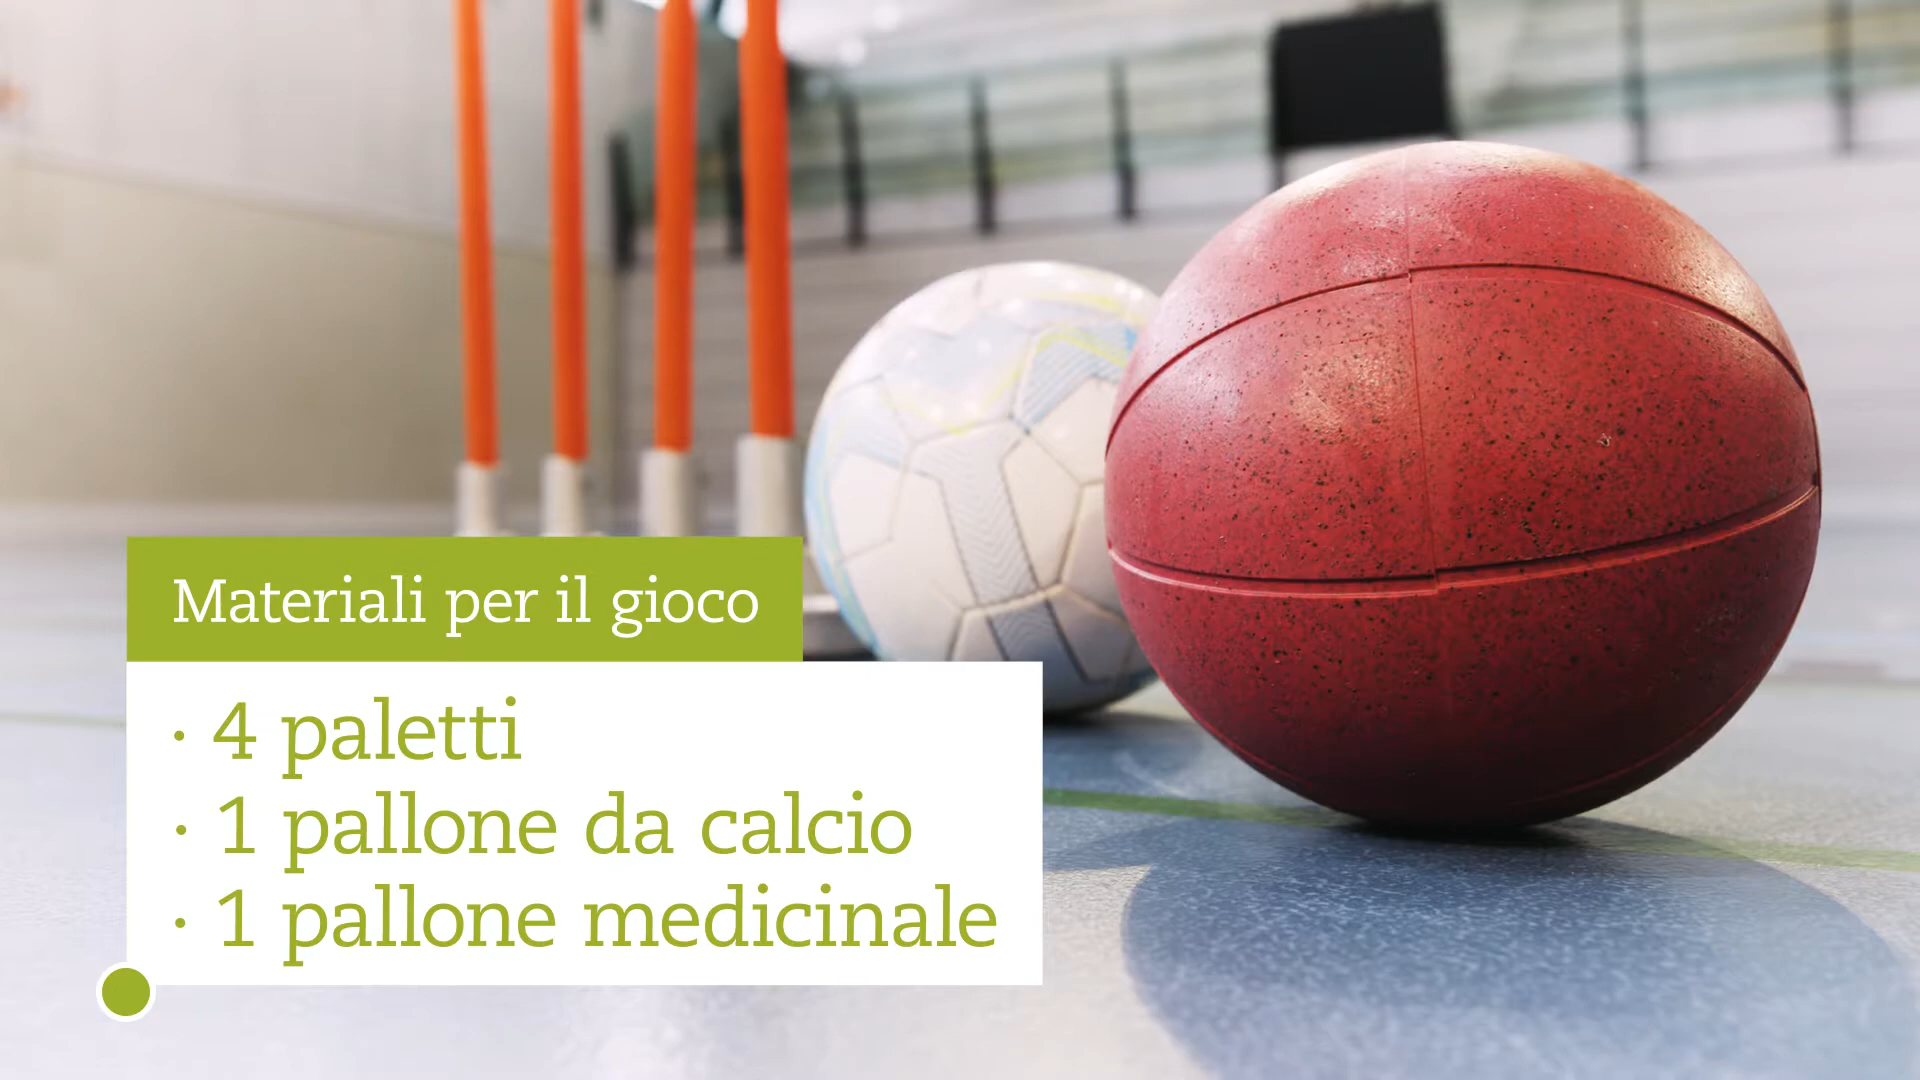 Materiali per il gioco
· 4 paletti
· 1 pallone da calcio
· 1 pallone medicinale